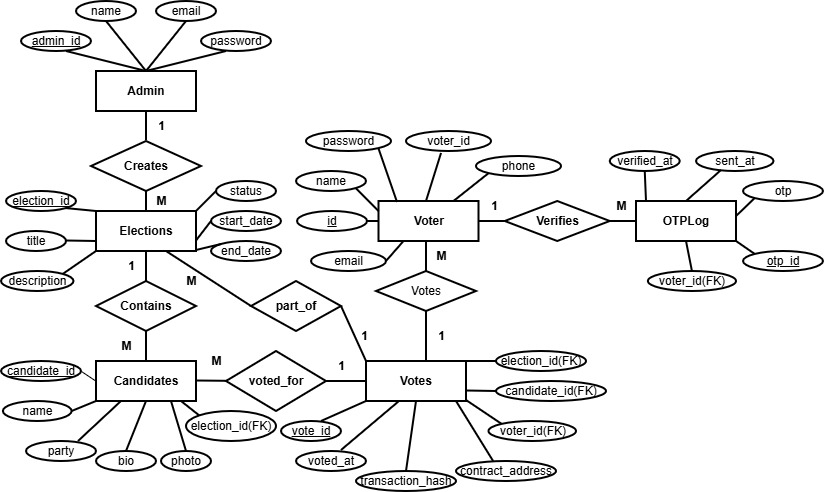 name
email
admin_id
password
Admin
1
Creates
M
election_id
status
title
Elections
start_date
end_date
description
1
M
Contains
part_of
M
1
password
voter_id
name
phone
id
Voter
1
Verifies
M
OTPLog
verified_at
sent_at
otp
email
M
voter_id(FK)
otp_id
Votes
1
candidate_id
Candidates
M
voted_for
1
Votes
election_id(FK)
candidate_id(FK)
name
election_id(FK)
vote_id
voter_id(FK)
party
bio
photo
voted_at
transaction_hash
contract_address